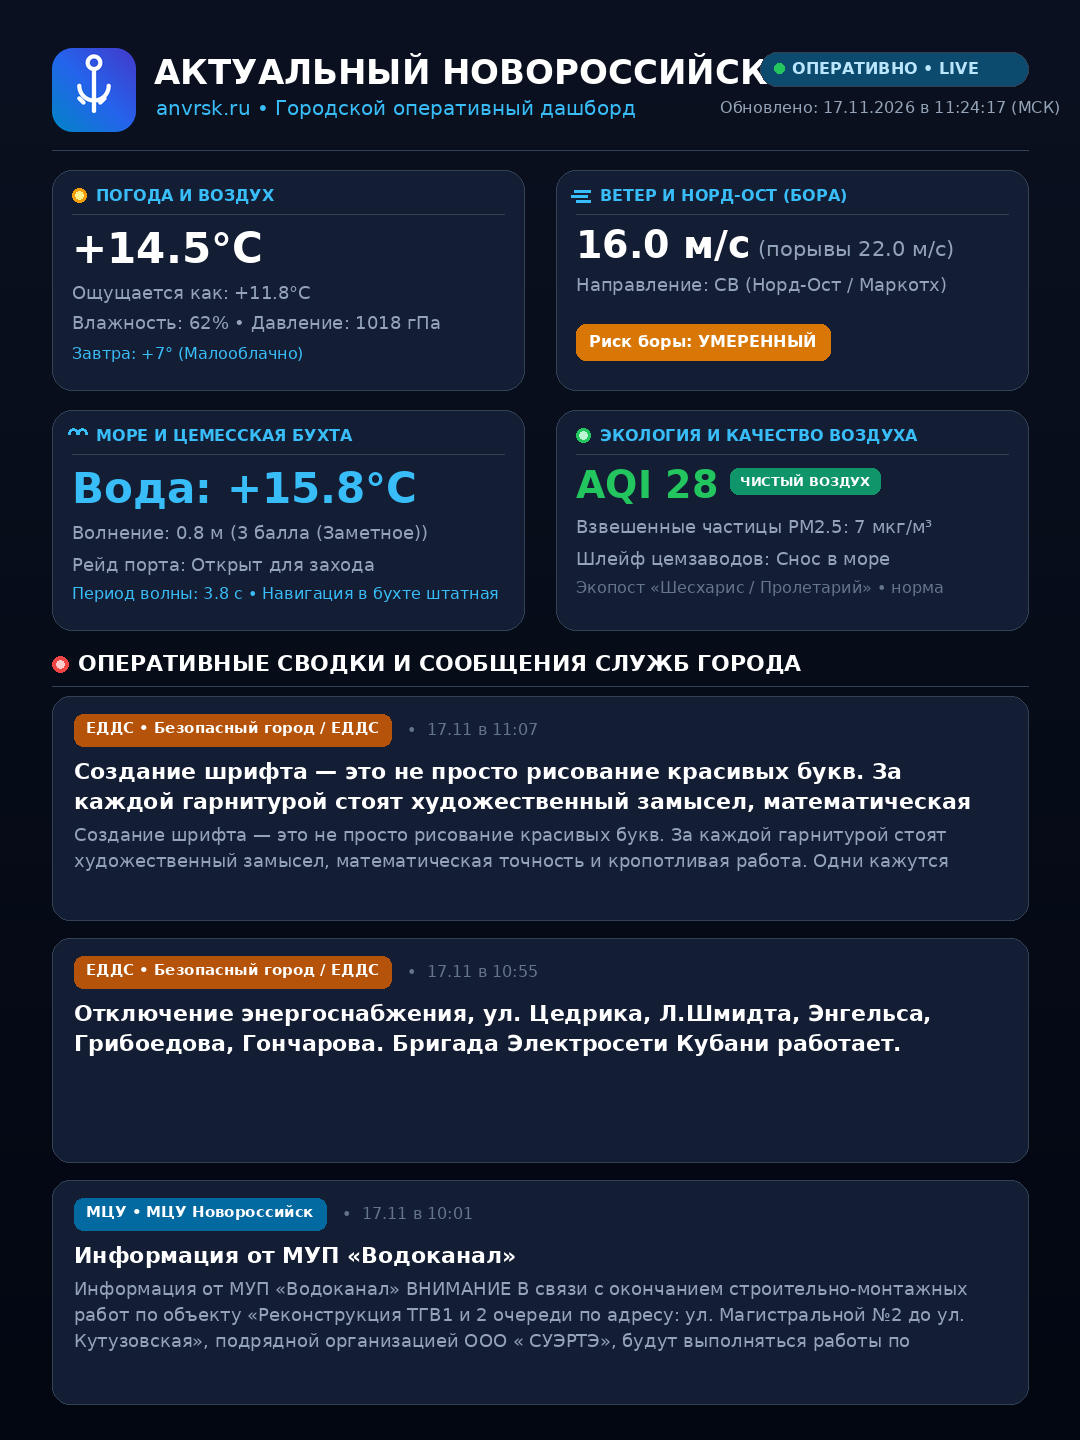 АКТУАЛЬНЫЙ НОВОРОССИЙСК
ОПЕРАТИВНО • LIVE
anvrsk.ru • Городской оперативный дашборд
Обновлено: 17.11.2026 в 11:24:17 (МСК)
ПОГОДА И ВОЗДУХ
+14.5°C
Ощущается как: +11.8°C
Влажность: 62% • Давление: 1018 гПа
Завтра: +7° (Малооблачно)
ВЕТЕР И НОРД-ОСТ (БОРА)
16.0 м/с (порывы 22.0 м/с)
Направление: СВ (Норд-Ост / Маркотх)
Риск боры: УМЕРЕННЫЙ
МОРЕ И ЦЕМЕССКАЯ БУХТА
Вода: +15.8°C
Волнение: 0.8 м (3 балла (Заметное))
Рейд порта: Открыт для захода
Период волны: 3.8 с • Навигация в бухте штатная
ЭКОЛОГИЯ И КАЧЕСТВО ВОЗДУХА
AQI 28 ЧИСТЫЙ ВОЗДУХ
Взвешенные частицы PM2.5: 7 мкг/м³
Шлейф цемзаводов: Снос в море
Экопост «Шесхарис / Пролетарий» • норма
ОПЕРАТИВНЫЕ СВОДКИ И СООБЩЕНИЯ СЛУЖБ ГОРОДА
ЕДДС • Безопасный город / ЕДДС • 17.11 в 11:07
Создание шрифта — это не просто рисование красивых букв. За
каждой гарнитурой стоят художественный замысел, математическая
Создание шрифта — это не просто рисование красивых букв. За каждой гарнитурой стоят
художественный замысел, математическая точность и кропотливая работа. Одни кажутся
ЕДДС • Безопасный город / ЕДДС • 17.11 в 10:55
Отключение энергоснабжения, ул. Цедрика, Л.Шмидта, Энгельса,
Грибоедова, Гончарова. Бригада Электросети Кубани работает.
МЦУ • МЦУ Новороссийск • 17.11 в 10:01
Информация от МУП «Водоканал»
Информация от МУП «Водоканал» ВНИМАНИЕ В связи с окончанием строительно-монтажных
работ по объекту «Реконструкция ТГВ1 и 2 очереди по адресу: ул. Магистральной №2 до ул.
Кутузовская», подрядной организацией ООО « СУЭРТЭ», будут выполняться работы по